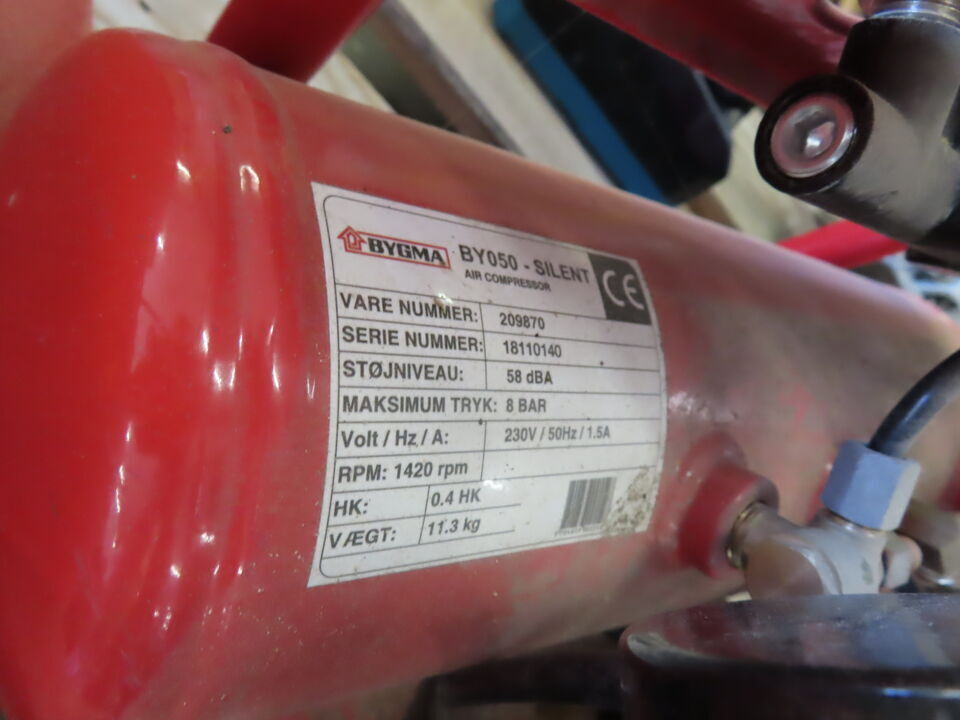 BYGMA BY050 - SILENT CE
AIR COMPRESSOR
VARE NUMMER: 209870
SERIE NUMMER: 18110140
STØJNIVEAU: 58 dBA
MAKSIMUM TRYK: 8 BAR
Volt / Hz / A: 230V / 50Hz / 1.5A
RPM: 1420 rpm
HK: 0.4 HK
VÆGT: 11.3 kg